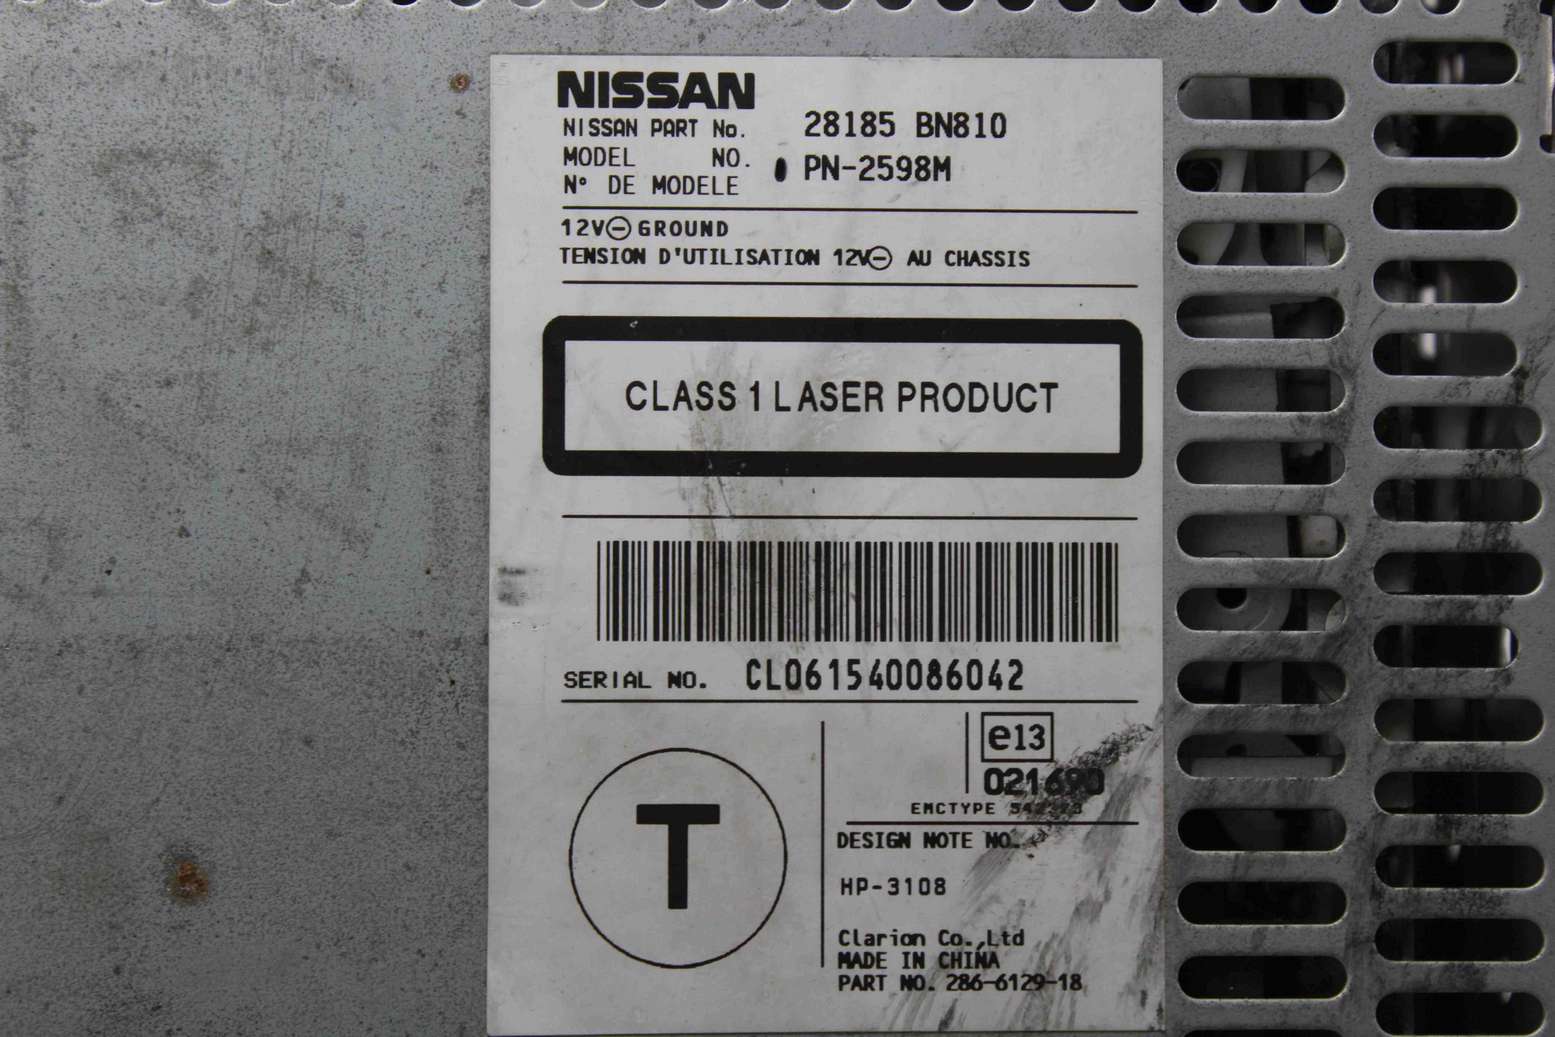 NISSAN
NISSAN PART No. 28185 BN810
MODEL NO. PN-2598M
N° DE MODELE
12V⊖GROUND
TENSION D'UTILISATION 12V⊖ AU CHASSIS
CLASS 1 LASER PRODUCT
SERIAL NO. CL061540086042
e13
021690
EMCTYPE
T
DESIGN NOTE NO.
HP-3108
Clarion Co.,Ltd
MADE IN CHINA
PART NO. 286-6129-18